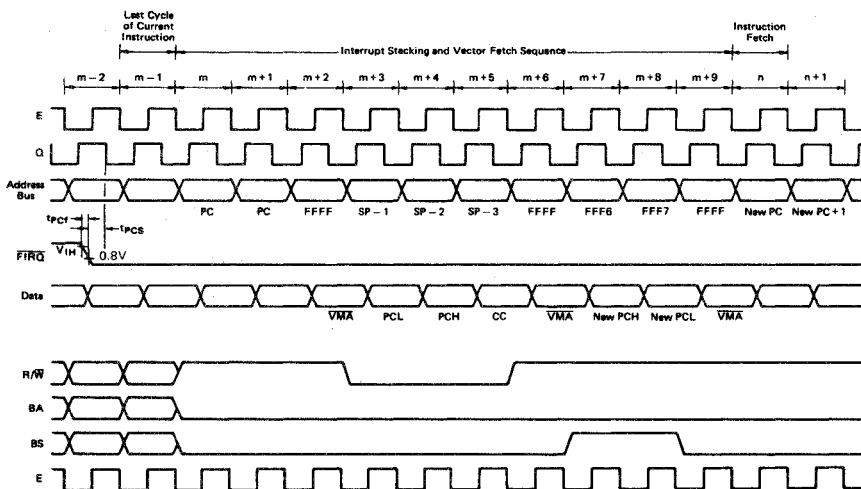 Last Cycle
of Current
Instruction
Instruction
Fetch
Interrupt Stacking and Vector Fetch Sequence
m-2 m-1 m m+1 m+2 m+3 m+4 m+5 m+6 m+7 m+8 m+9 n n+1
E
Q
Address
Bus
PC PC FFFF SP-1 SP-2 SP-3 FFFF FFF6 FFF7 FFFF New PC New PC+1
tPCf
tPCS
VIH
0.8V
FIRQ
Data
VMA PCL PCH CC VMA New PCH New PCL VMA
R/W
BA
BS
E